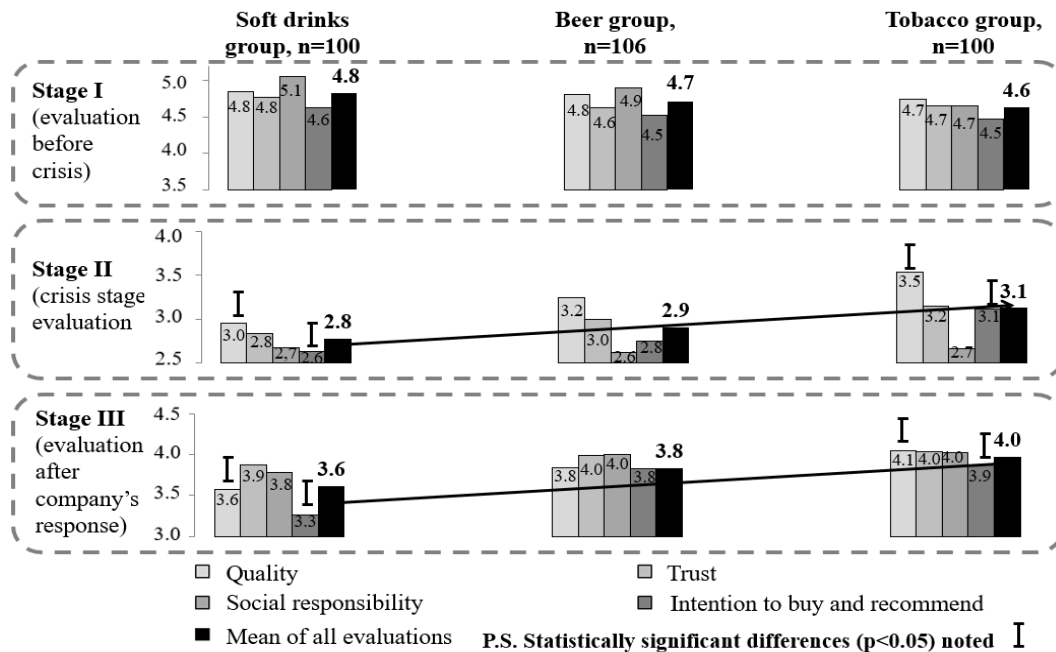 Soft drinks
group, n=100
Beer group,
n=106
Tobacco group,
n=100
Stage I
(evaluation
before
crisis)
5.0
4.5
4.0
3.5
4.8
4.8
5.1
4.6
4.8
4.8
4.6
4.9
4.5
4.7
4.7
4.7
4.7
4.5
4.6
Stage II
(crisis stage
evaluation
4.0
3.5
3.0
2.5
3.0
2.8
2,7
2.6
2.8
3.2
3.0
2.6
2.8
2.9
3.5
3.2
2.7
3.1
3.1
Stage III
(evaluation
after
company’s
response)
4.5
4.0
3.5
3.0
3.6
3.9
3.8
3.3
3.6
3.8
4.0
4.0
3.8
3.8
4.1
4.0
4.0
3.9
4.0
Quality
Trust
Social responsibility
Intention to buy and recommend
Mean of all evaluations
P.S. Statistically significant differences (p<0.05) noted